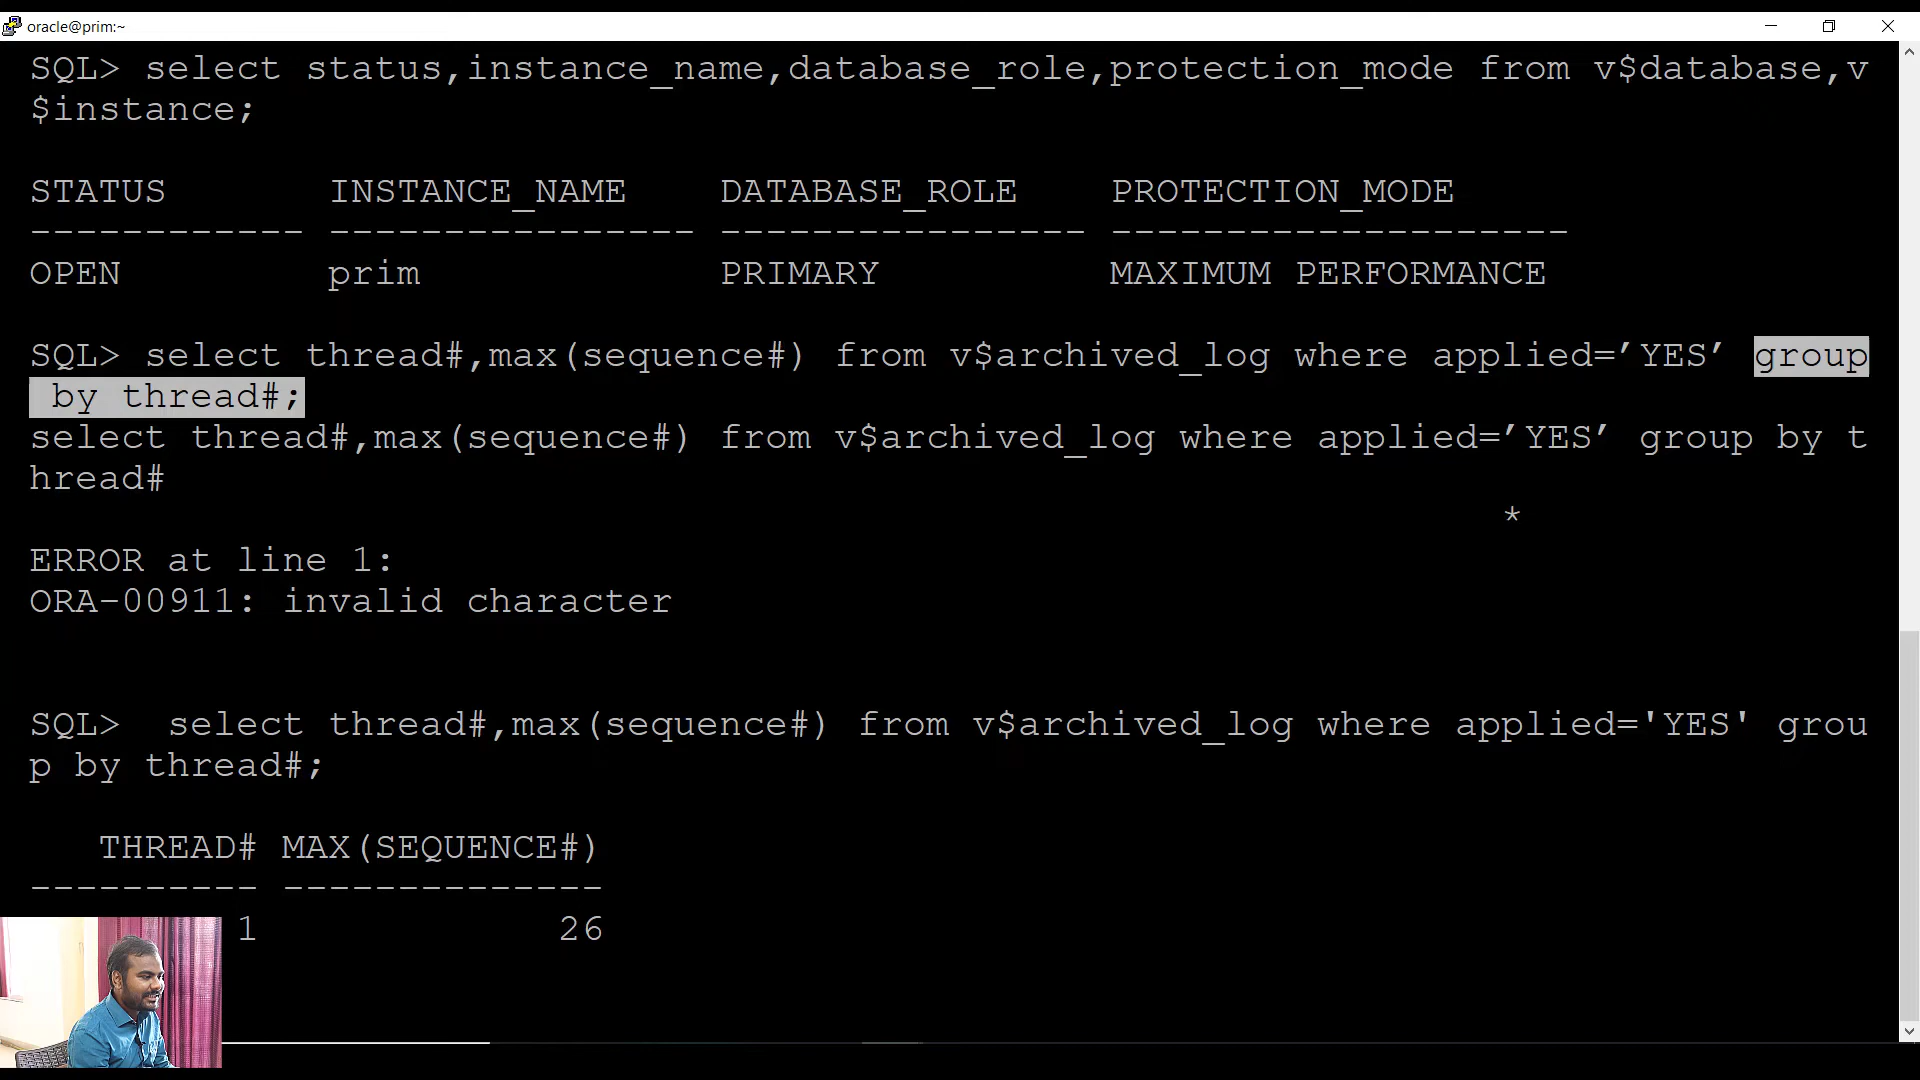 oracle@prim:~
SQL> select status,instance_name,database_role,protection_mode from v$database,v
$instance;
STATUS INSTANCE_NAME DATABASE_ROLE PROTECTION_MODE
------------ ---------------- ---------------- --------------------
OPEN prim PRIMARY MAXIMUM PERFORMANCE
SQL> select thread#,max(sequence#) from v$archived_log where applied=’YES’ group
by thread#;
select thread#,max(sequence#) from v$archived_log where applied=’YES’ group by t
hread#
*
ERROR at line 1:
ORA-00911: invalid character
SQL>  select thread#,max(sequence#) from v$archived_log where applied='YES' grou
p by thread#;
THREAD# MAX(SEQUENCE#)
---------- --------------
1 26